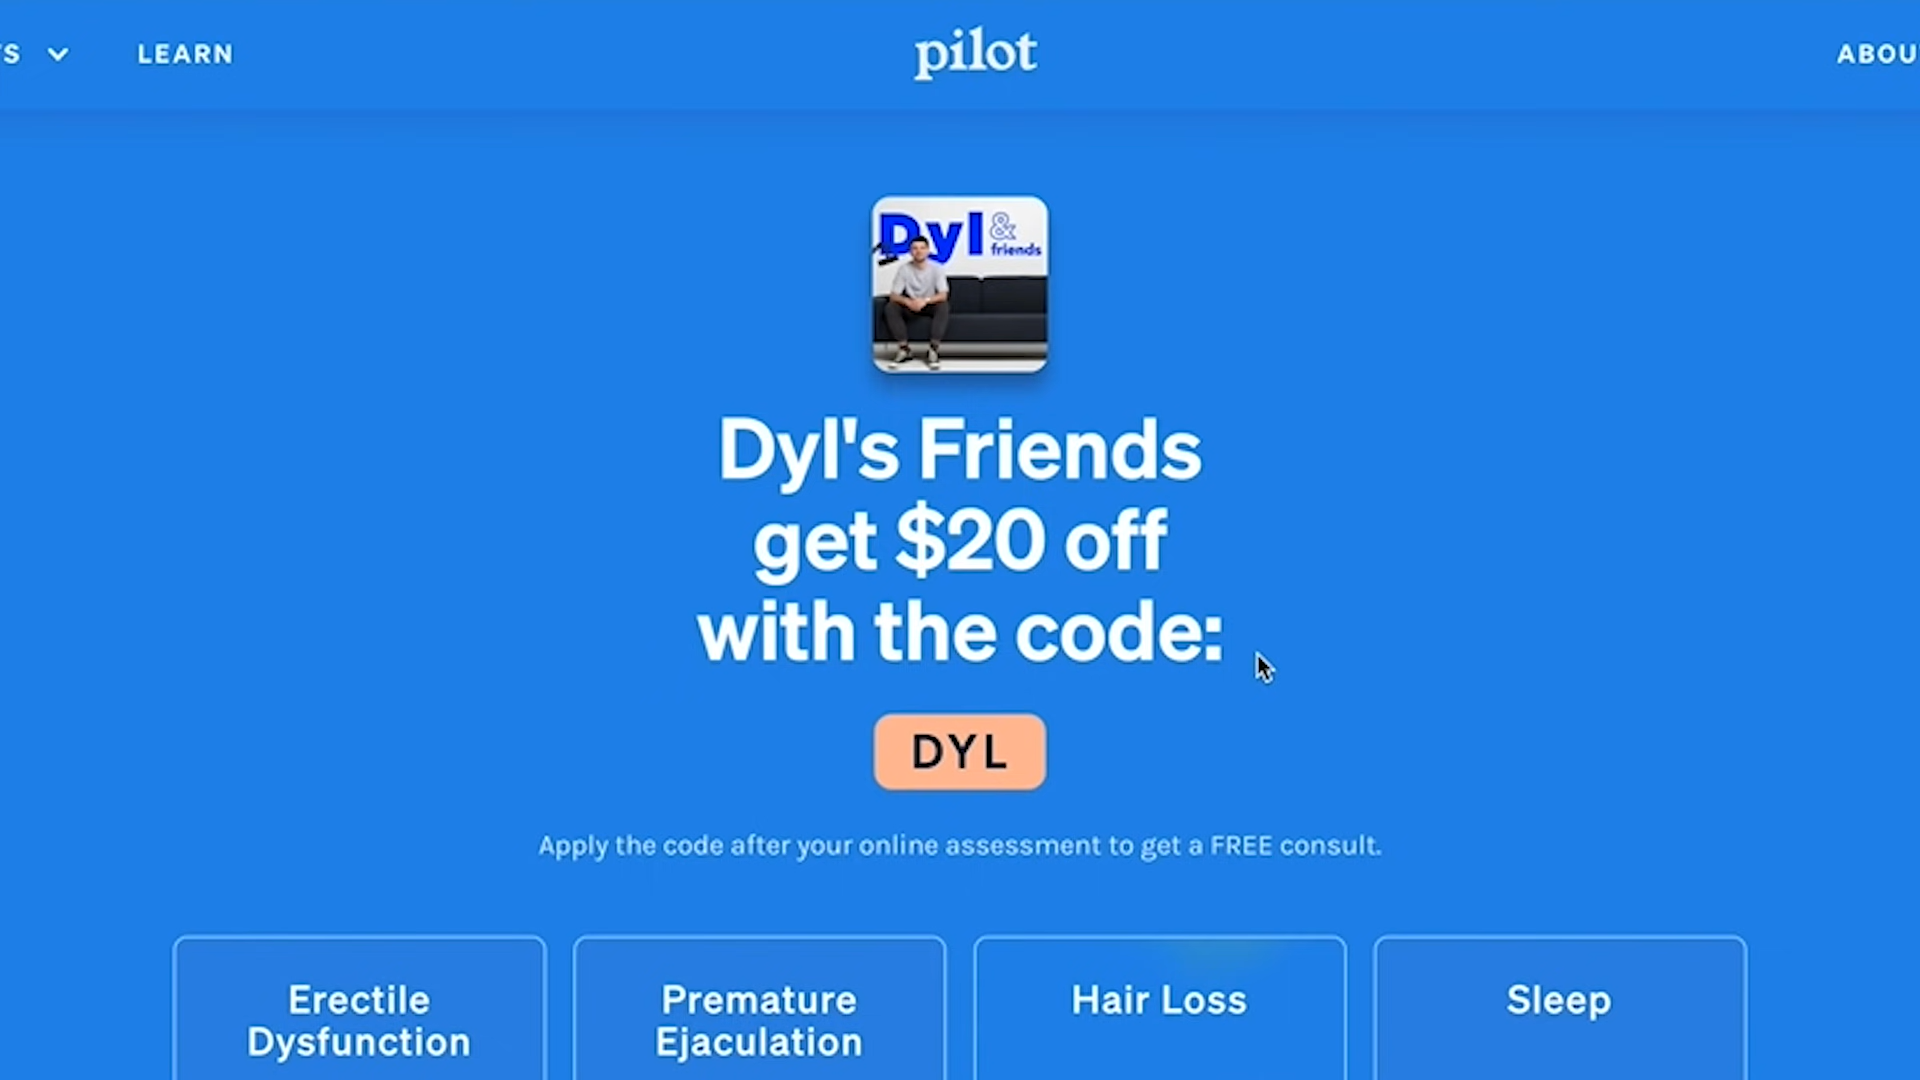 LEARN
pilot
Dyl &
friends
Dyl's Friends
get $20 off
with the code:
DYL
Apply the code after your online assessment to get a FREE consult.
Erectile
Dysfunction
Premature
Ejaculation
Hair Loss
Sleep